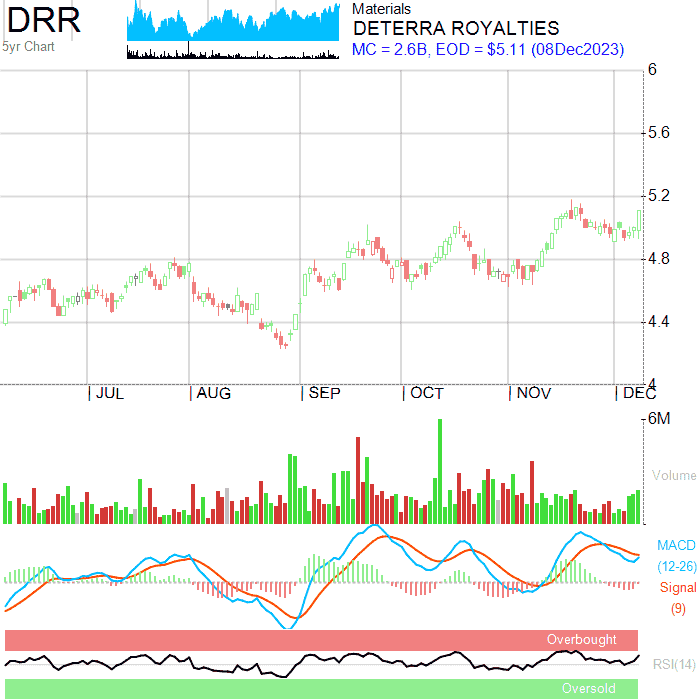 DRR
5yr Chart
Materials
DETERRA ROYALTIES
MC = 2.6B, EOD = $5.11 (08Dec2023)
6
5.6
5.2
4.8
4.4
4
JUL AUG SEP OCT NOV DEC
6M
Volume
MACD
(12-26)
Signal
(9)
Overbought
RSI(14)
Oversold